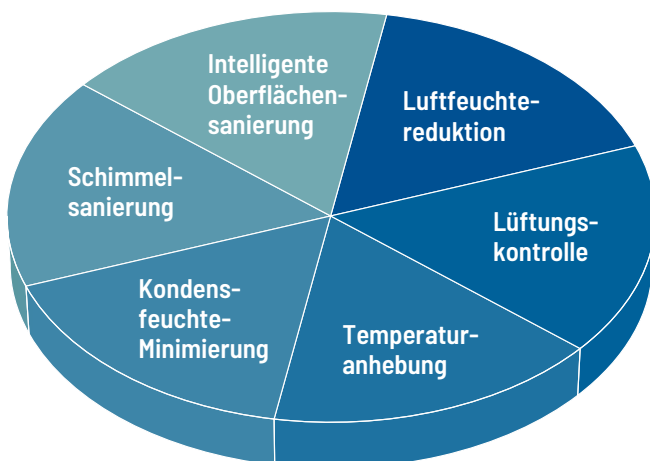 Intelligente
Oberflächen-
sanierung
Luftfeuchte-
reduktion
Lüftungs-
kontrolle
Temperatur-
anhebung
Kondens-
feuchte-
Minimierung
Schimmel-
sanierung